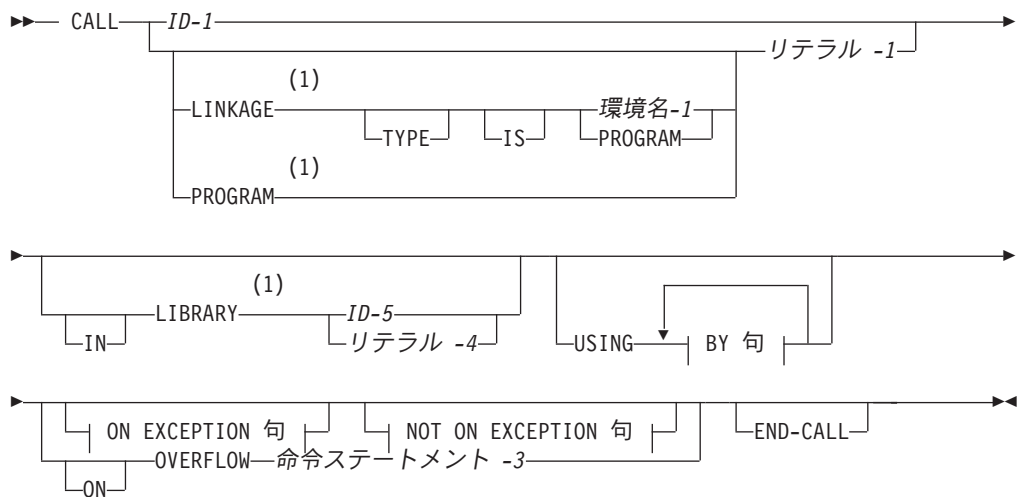 CALL ID-1
リテラル -1
(1)
LINKAGE 環境名-1
TYPE IS PROGRAM
(1)
PROGRAM
(1)
LIBRARY ID-5
IN リテラル -4 USING BY 句
ON EXCEPTION 句 NOT ON EXCEPTION 句 END-CALL
OVERFLOW 命令ステートメント -3
ON